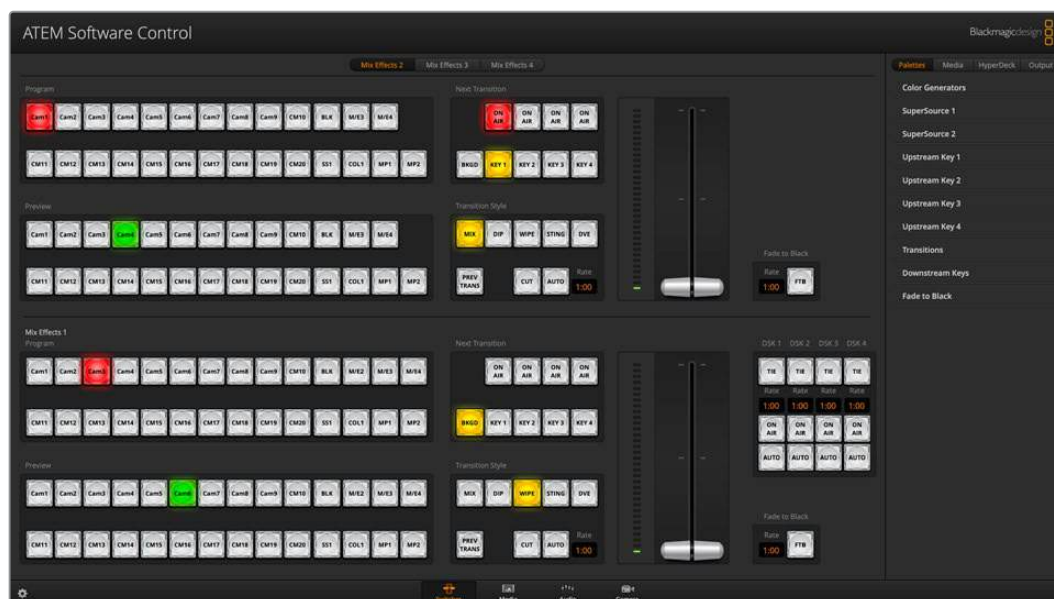 ATEM Software Control
Blackmagicdesign
Mix Effects 2 Mix Effects 3 Mix Effects 4
Palettes Media HyperDeck Output
Program
Next Transition
Cam1 Cam2 Cam3 Cam4 Cam5 Cam6 Cam7 Cam8 Cam9 CM10 BLK M/E3 M/E4
ON AIR ON AIR ON AIR ON AIR
CM11 CM12 CM13 CM14 CM15 CM16 CM17 CM18 CM19 CM20 SS1 COL1 MP1 MP2
BKGD KEY 1 KEY 2 KEY 3 KEY 4
Preview
Transition Style
Cam1 Cam2 Cam3 Cam4 Cam5 Cam6 Cam7 Cam8 Cam9 CM10 BLK M/E3 M/E4
MIX DIP WIPE STING DVE
CM11 CM12 CM13 CM14 CM15 CM16 CM17 CM18 CM19 CM20 SS1 COL1 MP1 MP2
PREV TRANS CUT AUTO Rate 1:00
Fade to Black
Rate 1:00 FTB
Color Generators
SuperSource 1
SuperSource 2
Upstream Key 1
Upstream Key 2
Upstream Key 3
Upstream Key 4
Transitions
Downstream Keys
Fade to Black
Mix Effects 1
Program
Next Transition
Cam1 Cam2 Cam3 Cam4 Cam5 Cam6 Cam7 Cam8 Cam9 CM10 BLK M/E2 M/E3 M/E4
ON AIR ON AIR ON AIR ON AIR
CM11 CM12 CM13 CM14 CM15 CM16 CM17 CM18 CM19 CM20 SS1 COL1 MP1 MP2
BKGD KEY 1 KEY 2 KEY 3 KEY 4
Preview
Transition Style
Cam1 Cam2 Cam3 Cam4 Cam5 Cam6 Cam7 Cam8 Cam9 CM10 BLK M/E2 M/E3 M/E4
MIX DIP WIPE STING DVE
CM11 CM12 CM13 CM14 CM15 CM16 CM17 CM18 CM19 CM20 SS1 COL1 MP1 MP2
PREV TRANS CUT AUTO Rate 1:00
DSK 1 DSK 2 DSK 3 DSK 4
TIE TIE TIE TIE
Rate Rate Rate Rate
1:00 1:00 1:00 1:00
ON AIR ON AIR ON AIR ON AIR
AUTO AUTO AUTO AUTO
Fade to Black
Rate 1:00 FTB
Switcher Media Audio Camera